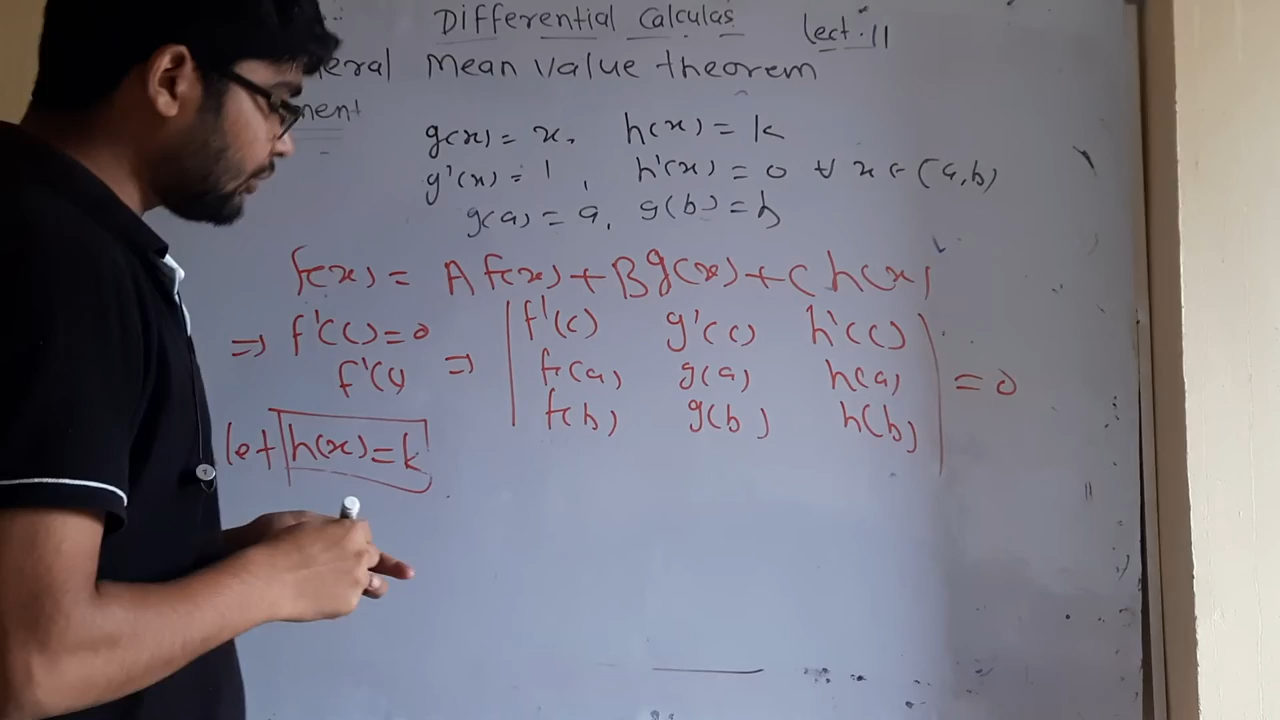 Differential Calculas Lect. 11
eral Mean value theorem
ment
g(x) = x, h(x) = k
g'(x) = 1, h'(x) = 0 ∀ x ∈ (a,b)
g(a) = a, g(b) = b
f(x) = A f(x) + B g(x) + C h(x)
⇒ f'(c) = 0 ⇒ | f'(c) g'(c) h'(c) |
f'(c) | f(a) g(a) h(a) | = 0
| f(b) g(b) h(b) |
let h(x) = k